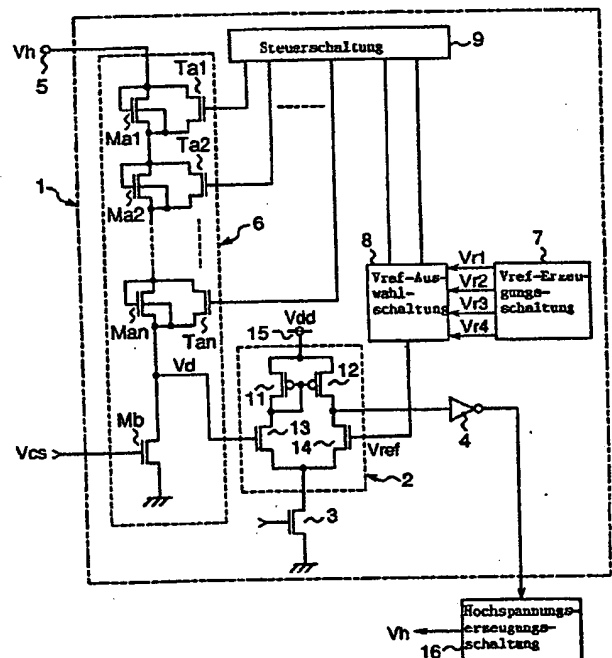 Vh
5
Steuerschaltung
9
Ta1
Ma1
Ta2
Ma2
1
6
8
7
Vref-Aus-
wahl-
schaltung
Vr1
Vr2
Vr3
Vr4
Vref-Erzeu-
gungs-
schaltung
Man
Tan
Vdd
15
Vd
11
12
Mb
13
14
Vref
4
Vcs
2
3
Hochspannungs-
erzeugungs-
schaltung
Vh
16